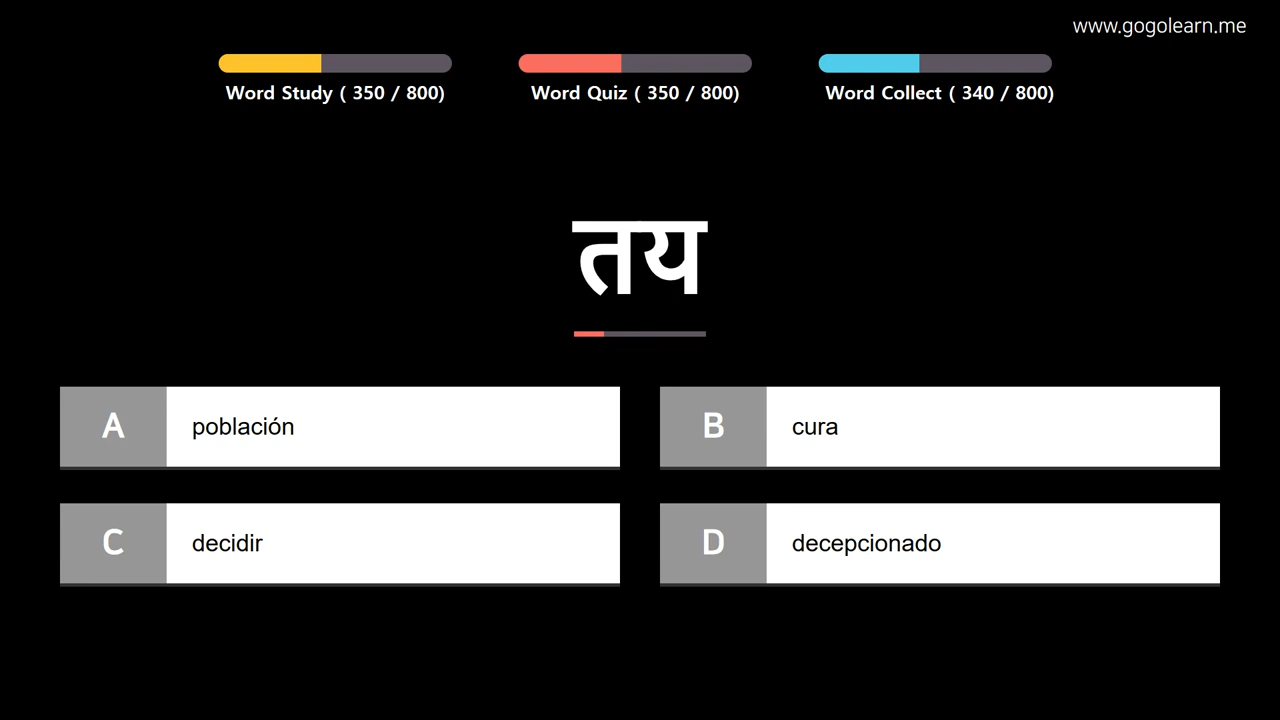 www.gogolearn.me
Word Study ( 350 / 800)
Word Quiz ( 350 / 800)
Word Collect ( 340 / 800)
तय
A población
B cura
C decidir
D decepcionado